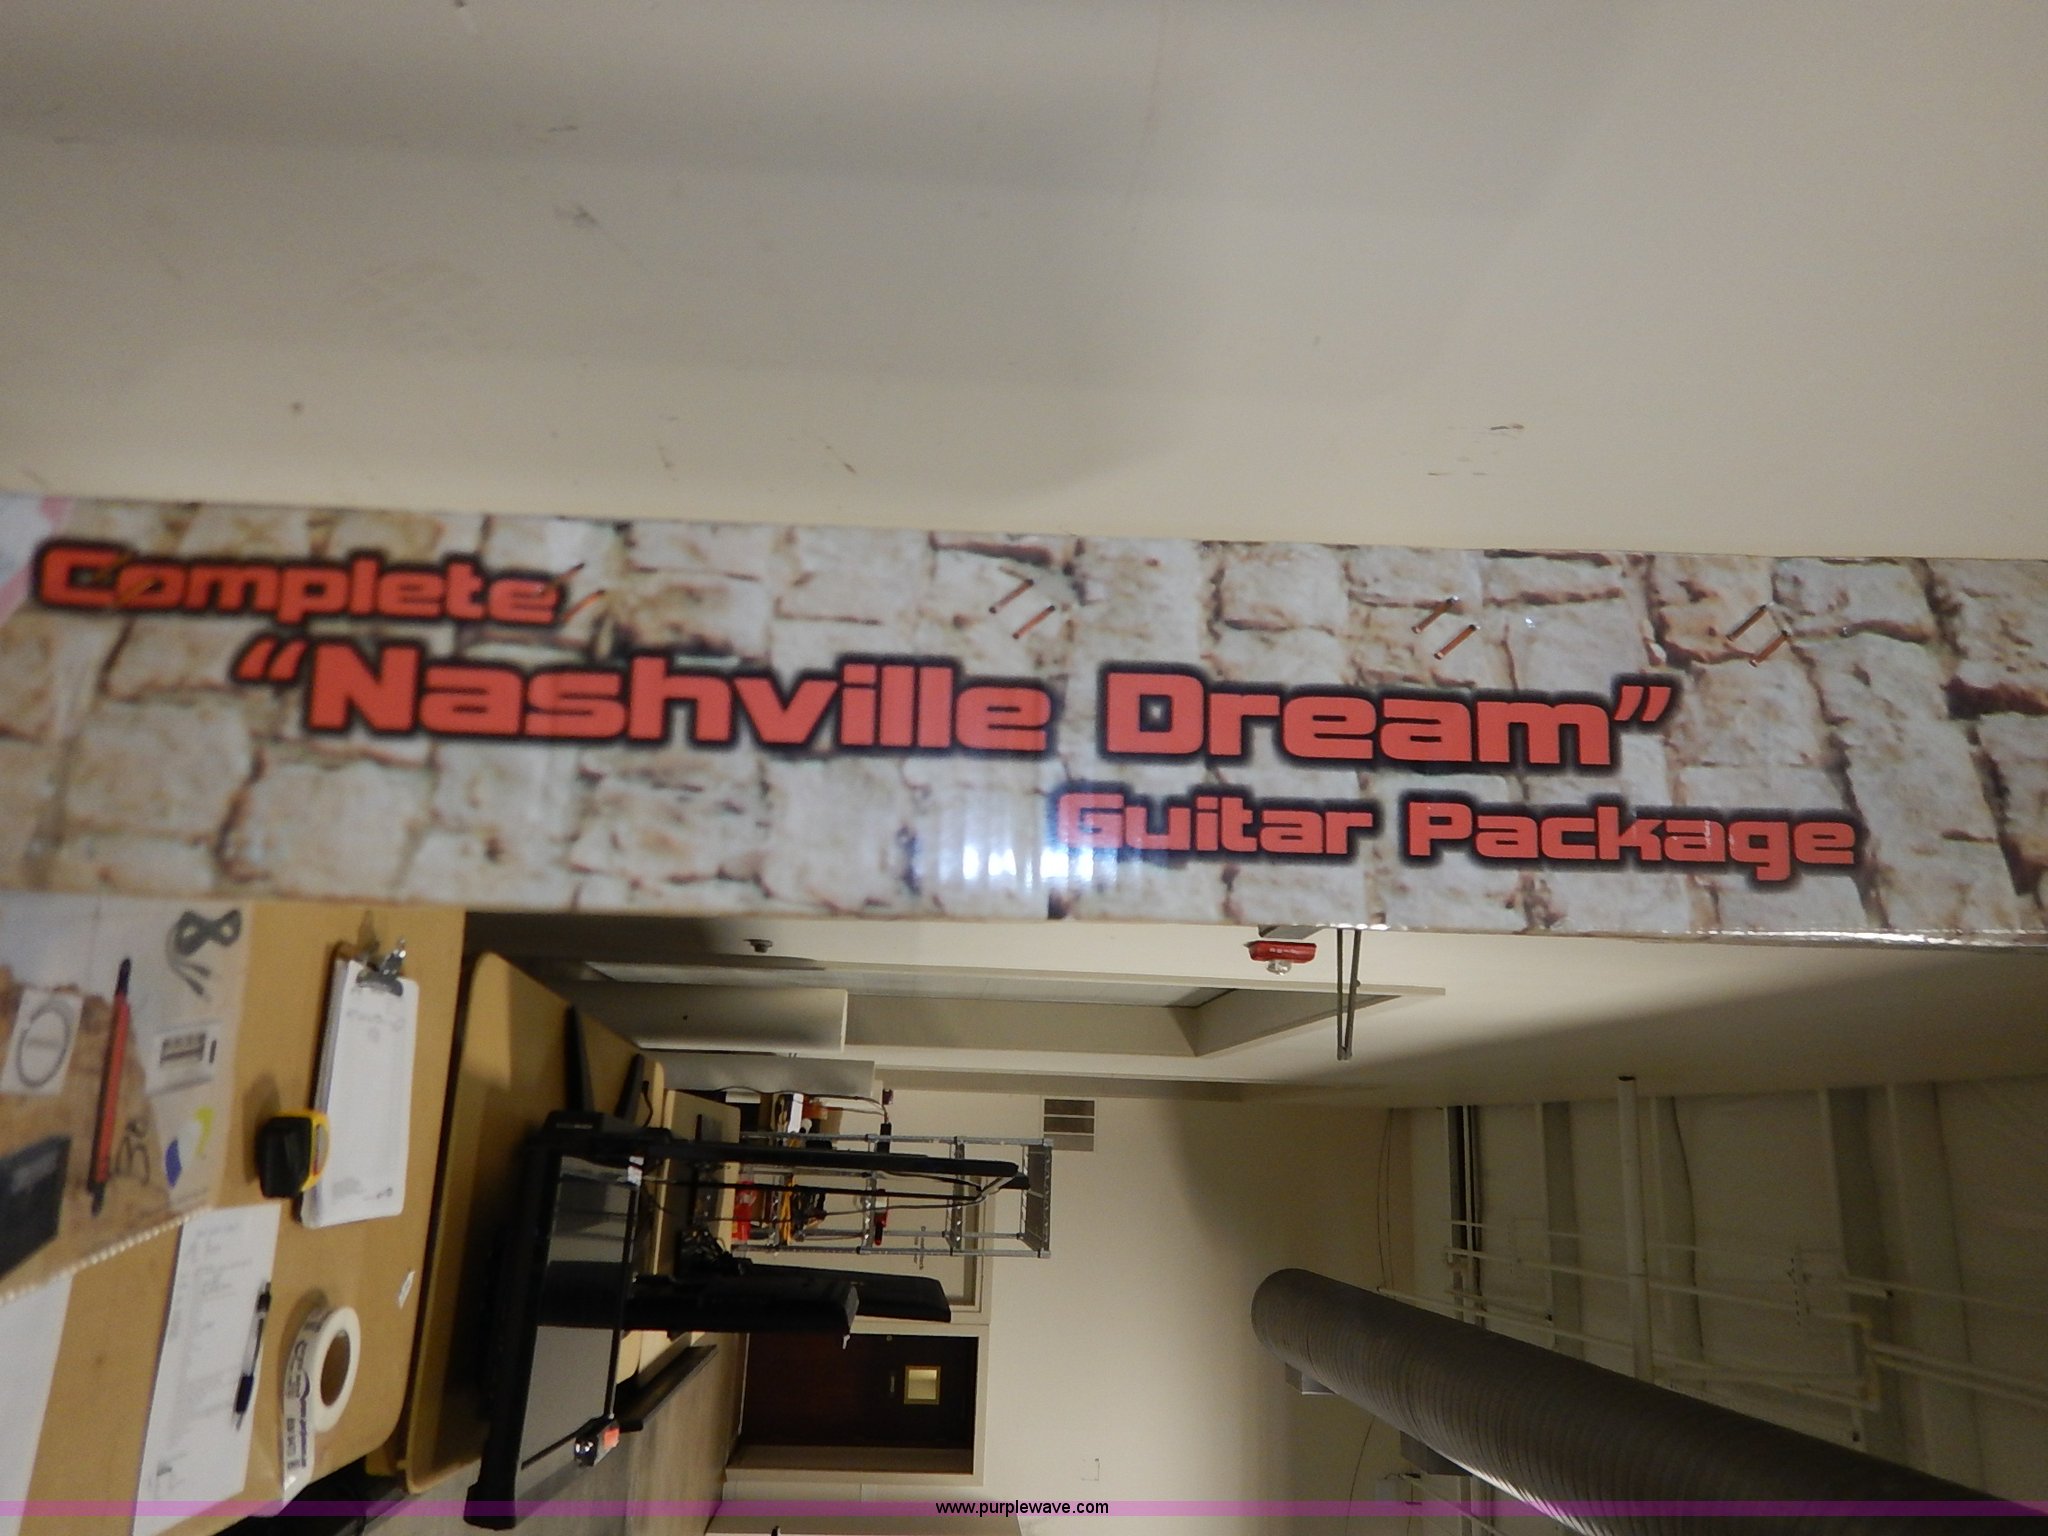 Complete
“Nashville Dream”
Guitar Package
www.purplewave.com